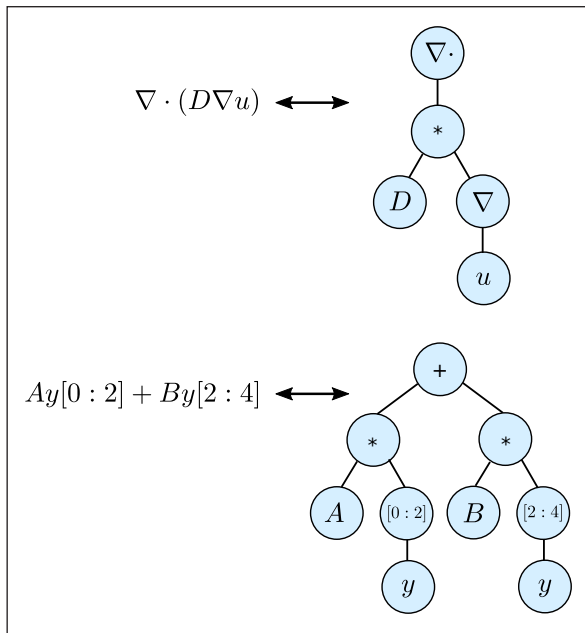 ∇·
∇ · (D∇u)
*
D
∇
u
+
Ay[0 : 2] + By[2 : 4]
*
*
A
[0 : 2]
B
[2 : 4]
y
y